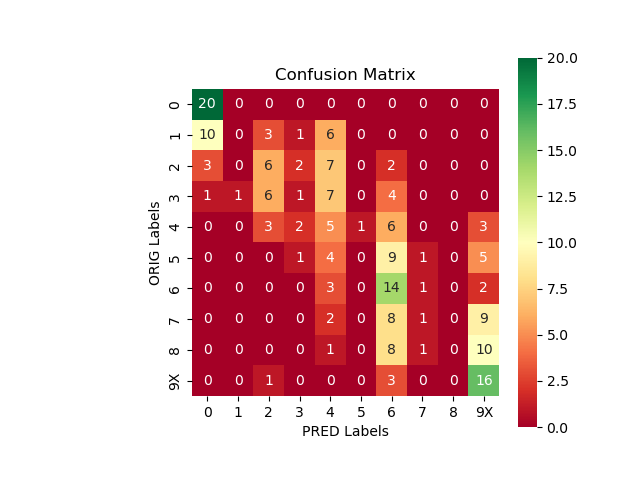 Confusion Matrix
ORIG Labels
0 20 0 0 0 0 0 0 0 0 0
1 10 0 3 1 6 0 0 0 0 0
2 3 0 6 2 7 0 2 0 0 0
3 1 1 6 1 7 0 4 0 0 0
4 0 0 3 2 5 1 6 0 0 3
5 0 0 0 1 4 0 9 1 0 5
6 0 0 0 0 3 0 14 1 0 2
7 0 0 0 0 2 0 8 1 0 9
8 0 0 0 0 1 0 8 1 0 10
9X 0 0 1 0 0 0 3 0 0 16
0 1 2 3 4 5 6 7 8 9X
PRED Labels
20.0
17.5
15.0
12.5
10.0
7.5
5.0
2.5
0.0